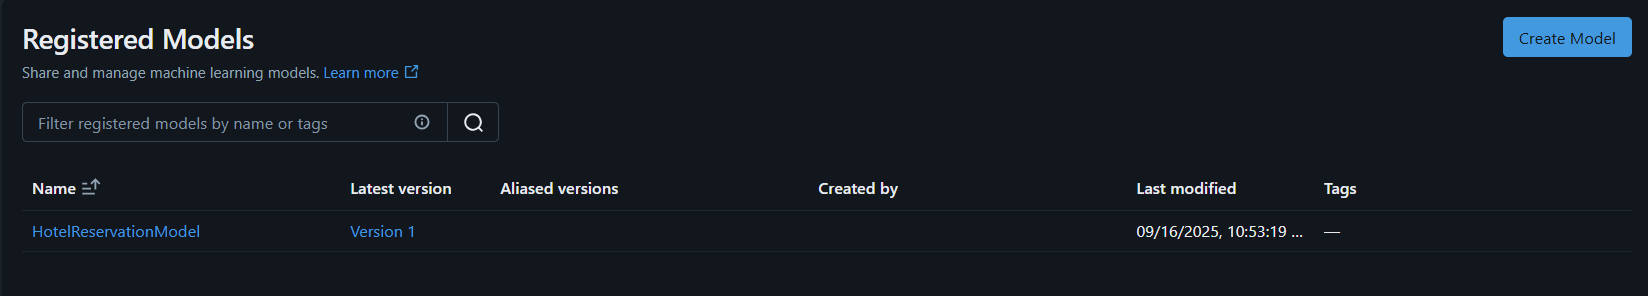 Registered Models
Create Model
Share and manage machine learning models. Learn more
Filter registered models by name or tags
Name Latest version Aliased versions Created by Last modified Tags
HotelReservationModel Version 1 09/16/2025, 10:53:19 ... —